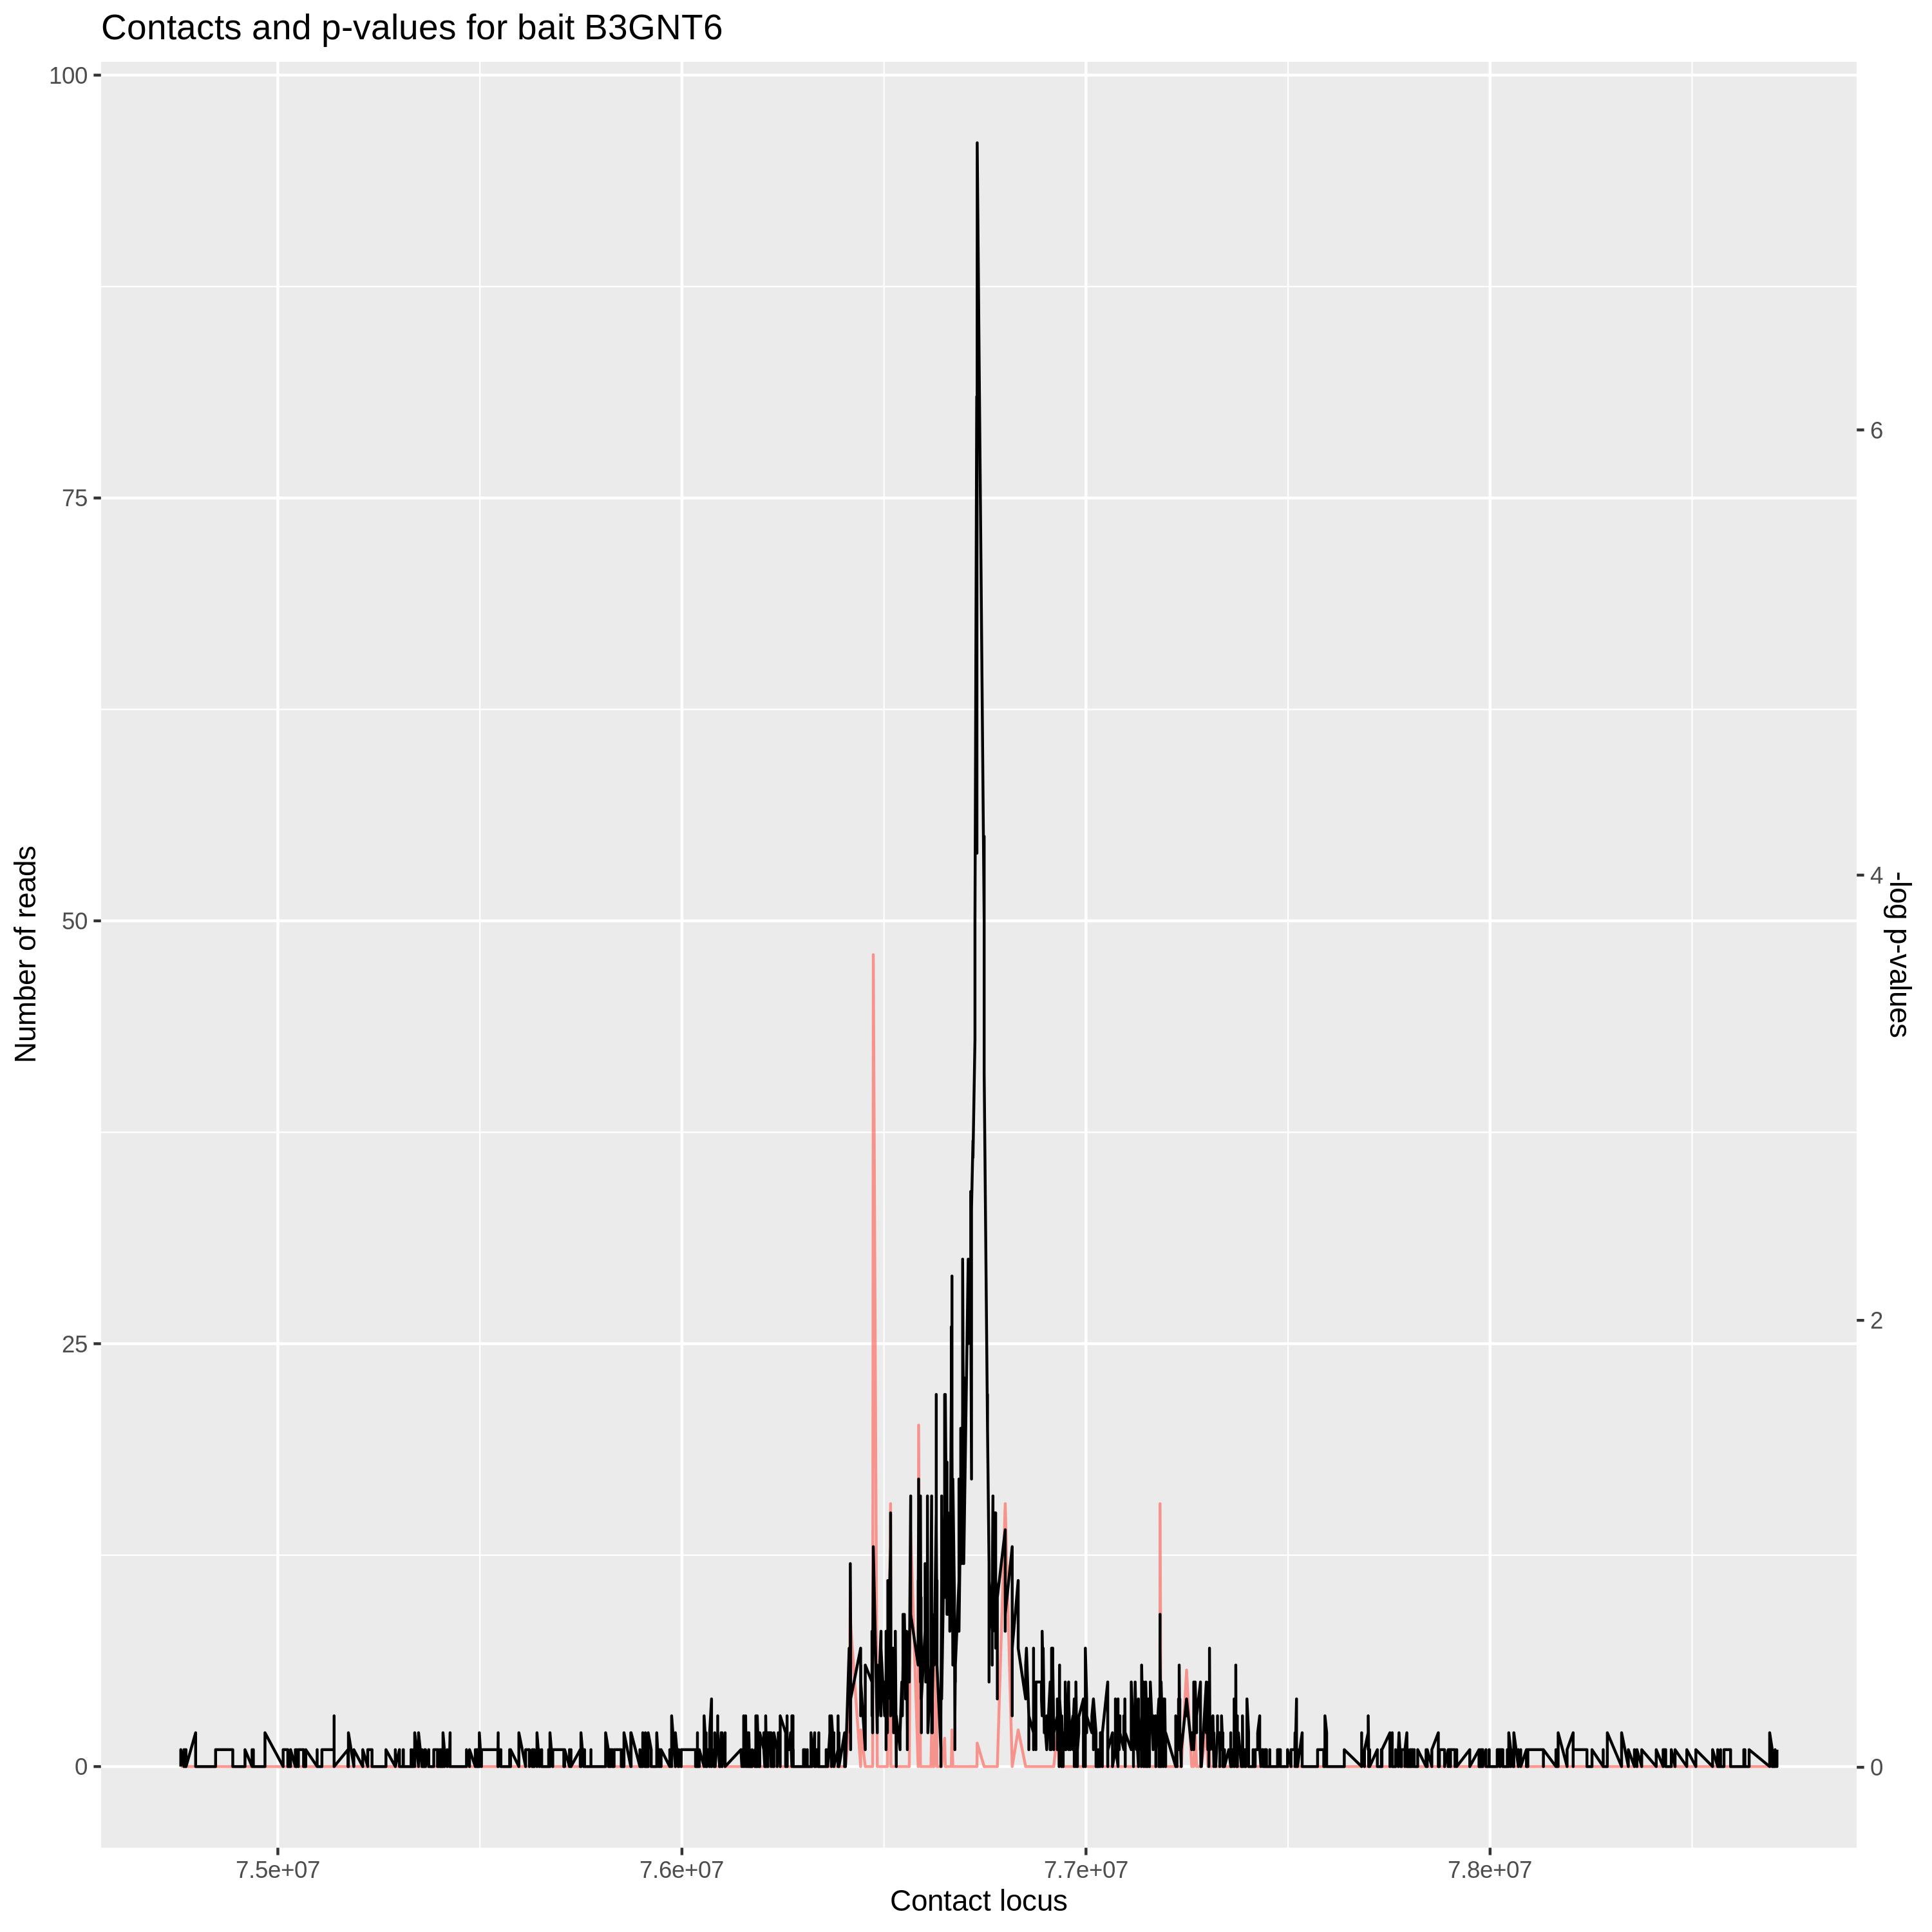 Contacts and p-values for bait B3GNT6
100
75
50
25
0
Number of reads
6
4
2
0
-log p-values
7.5e+07
7.6e+07
7.7e+07
7.8e+07
Contact locus